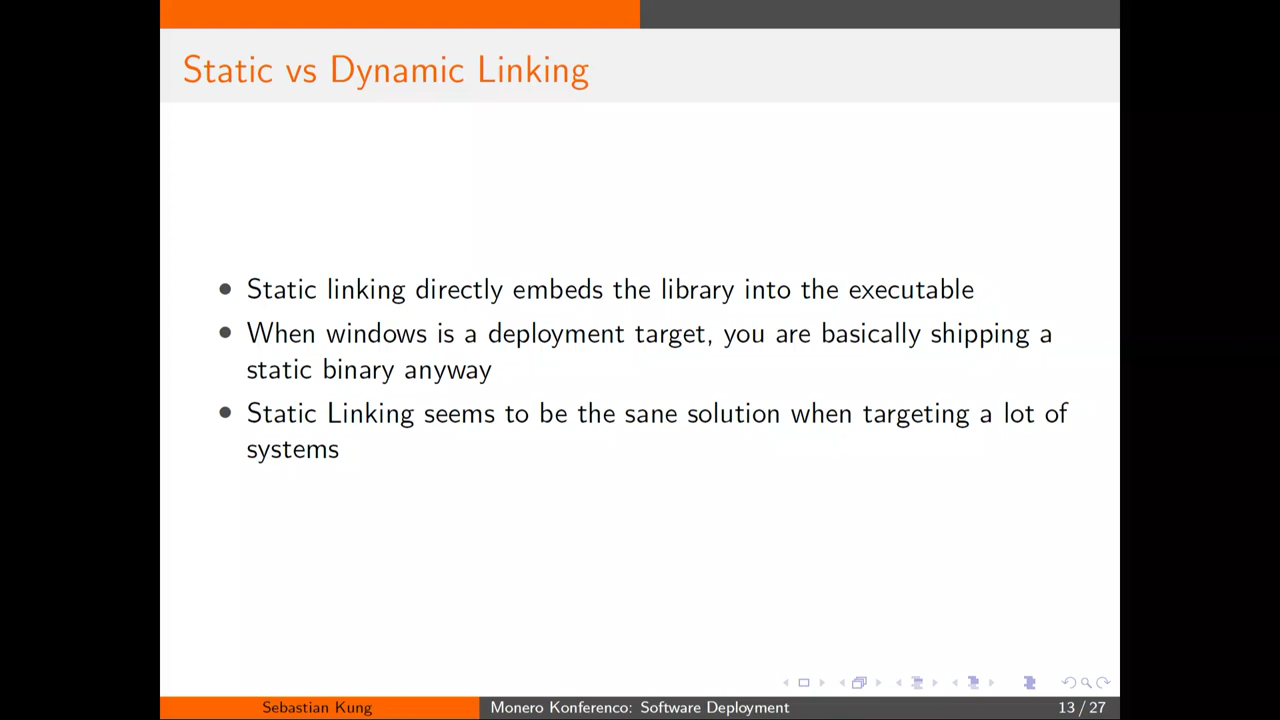 Static vs Dynamic Linking
Static linking directly embeds the library into the executable
When windows is a deployment target, you are basically shipping a
static binary anyway
Static Linking seems to be the sane solution when targeting a lot of
systems
Sebastian Kung
Monero Konferenco: Software Deployment
13 / 27